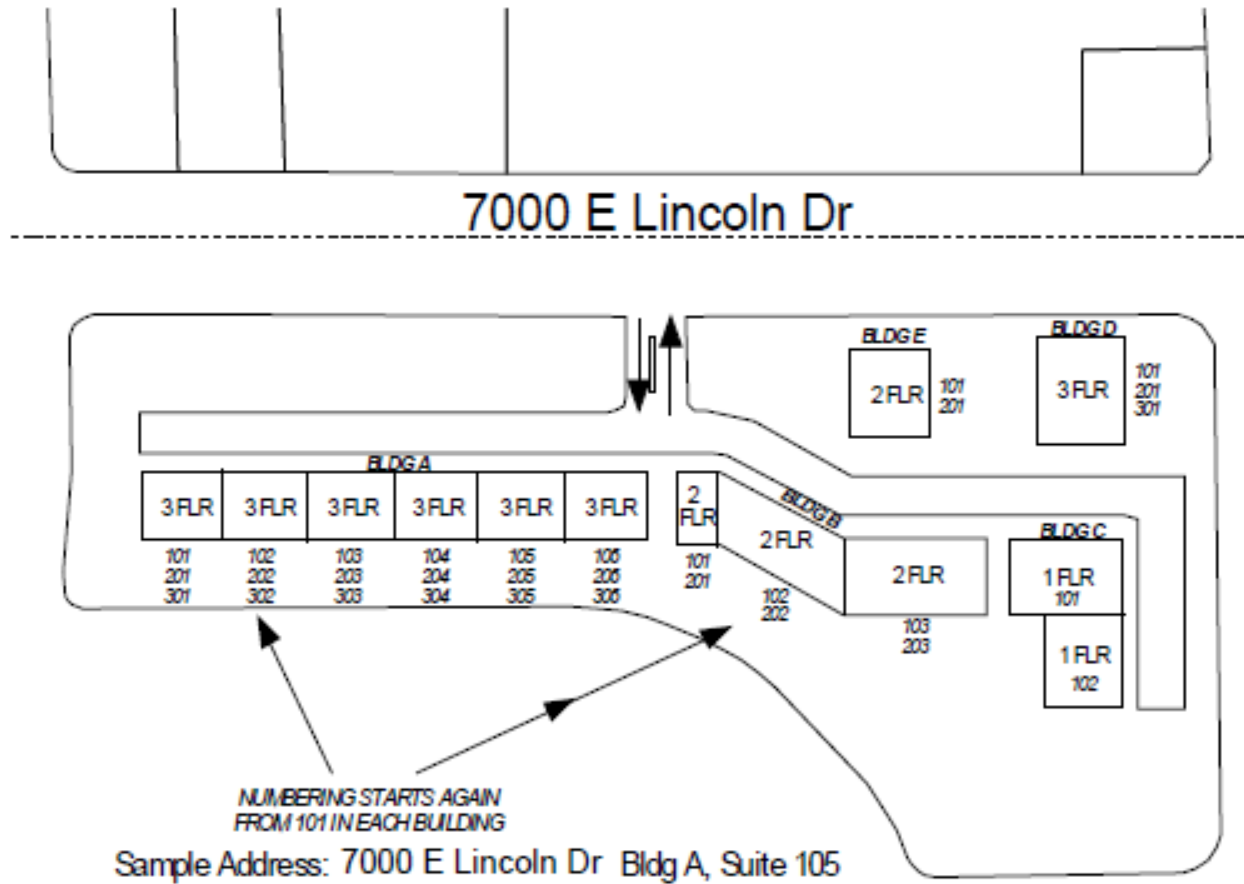 7000 E Lincoln Dr
BLDG E
BLDG D
2 FLR
101
201
3 FLR
101
201
301
BLDG A
3 FLR 3 FLR 3 FLR 3 FLR 3 FLR 3 FLR
101 102 103 104 105 106
201 202 203 204 205 206
301 302 303 304 305 306
BLDG B
2
FLR
101
201
2 FLR
102
202
2 FLR
103
203
BLDG C
1 FLR
101
1 FLR
102
NUMBERING STARTS AGAIN
FROM 101 IN EACH BUILDING
Sample Address: 7000 E Lincoln Dr Bldg A, Suite 105